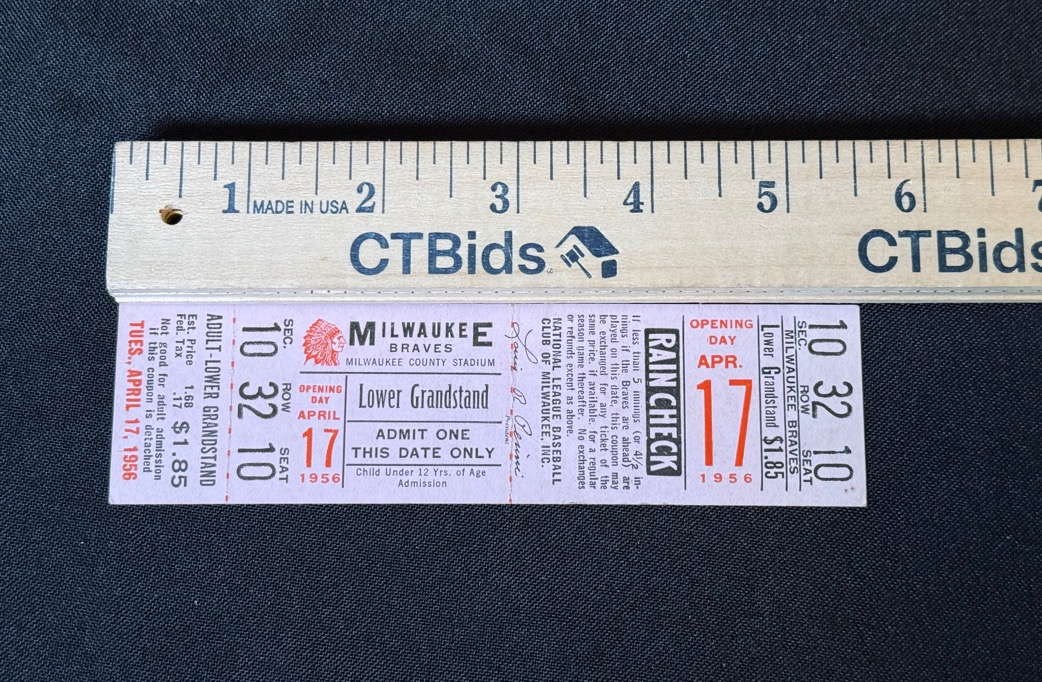 1 MADE IN USA 2 3 4 5 6 7
CTBids CTBids
TUES., APRIL 17, 1956
Not good for adult admission
if this coupon is detached
Est. Price 1.68
Fed. Tax .17 $1.85
ADULT-LOWER GRANDSTAND
SEC. ROW SEAT
10 32 10
OPENING
DAY
APRIL
17
1956
MILWAUKEE
BRAVES
MILWAUKEE COUNTY STADIUM
Lower Grandstand
ADMIT ONE
THIS DATE ONLY
Child Under 12 Yrs. of Age
Admission
Louis R. Perini
President
NATIONAL LEAGUE BASEBALL
CLUB OF MILWAUKEE, INC.
RAIN CHECK
If less than 5 innings (or 4½ in-
nings if the Braves are ahead) are
played on this date, this coupon may
be exchanged for any ticket of the
same price, if available, for a regular
season game thereafter. No exchanges
or refunds except as above.
OPENING
DAY
APR.
17
1956
Lower Grandstand $1.85
MILWAUKEE BRAVES
SEC. ROW SEAT
10 32 10